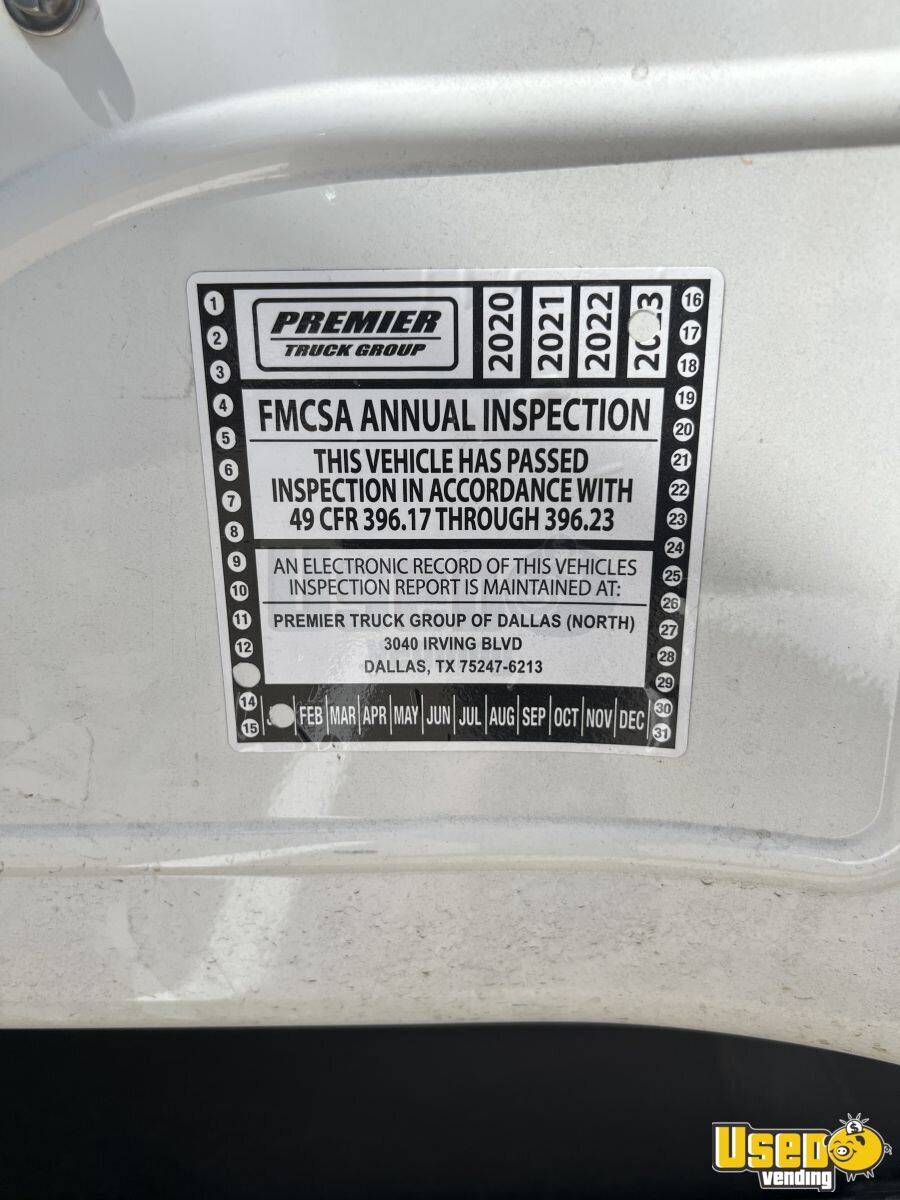 PREMIER
TRUCK GROUP
2020
2021
2022
FMCSA ANNUAL INSPECTION
THIS VEHICLE HAS PASSED
INSPECTION IN ACCORDANCE WITH
49 CFR 396.17 THROUGH 396.23
AN ELECTRONIC RECORD OF THIS VEHICLES
INSPECTION REPORT IS MAINTAINED AT:
PREMIER TRUCK GROUP OF DALLAS (NORTH)
3040 IRVING BLVD
DALLAS, TX 75247-6213
1
2
3
4
5
6
7
8
9
10
11
12
14
15
FEB MAR APR MAY JUN JUL AUG SEP OCT NOV DEC
16
17
18
19
20
21
22
23
24
25
26
27
28
29
30
31
USED
vending